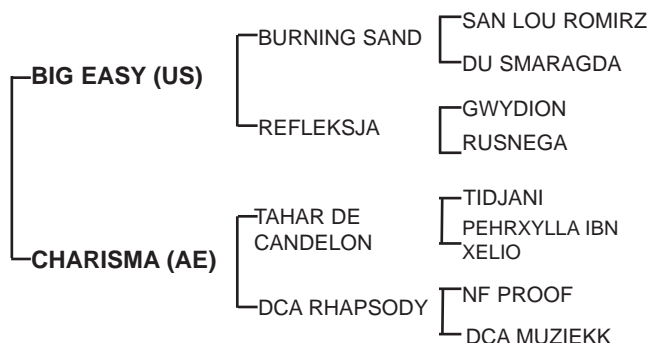 SAN LOU ROMIRZ
BURNING SAND
DU SMARAGDA
BIG EASY (US)
GWYDION
REFLEKSJA
RUSNEGA
TIDJANI
TAHAR DE
CANDELON
PEHRXYLLA IBN
XELIO
CHARISMA (AE)
NF PROOF
DCA RHAPSODY
DCA MUZIEKK